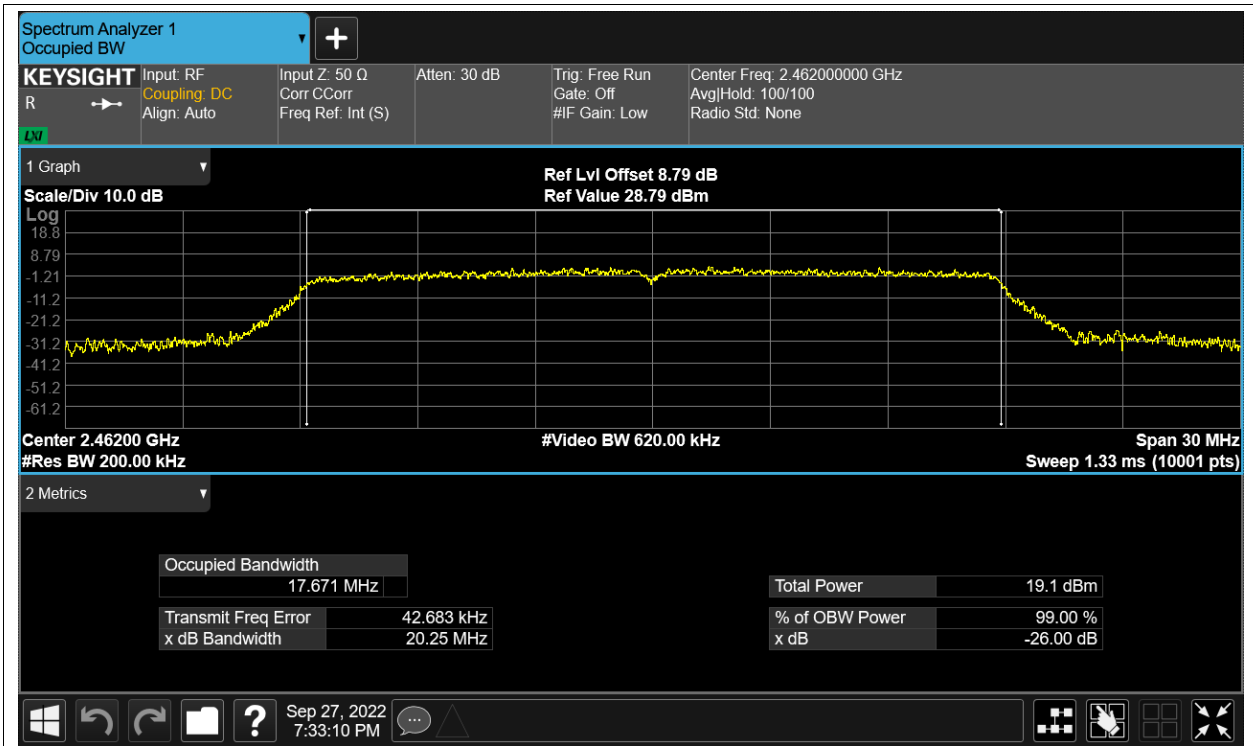 Spectrum Analyzer 1
Occupied BW
KEYSIGHT
R
LXI
Input: RF
Coupling: DC
Align: Auto
Input Z: 50 Ω
Corr CCorr
Freq Ref: Int (S)
Atten: 30 dB
Trig: Free Run
Gate: Off
#IF Gain: Low
Center Freq: 2.462000000 GHz
Avg|Hold: 100/100
Radio Std: None
1 Graph
Scale/Div 10.0 dB
Ref Lvl Offset 8.79 dB
Ref Value 28.79 dBm
Log
18.8
8.79
-1.21
-11.2
-21.2
-31.2
-41.2
-51.2
-61.2
Center 2.46200 GHz
#Video BW 620.00 kHz
Span 30 MHz
#Res BW 200.00 kHz
Sweep 1.33 ms (10001 pts)
2 Metrics
Occupied Bandwidth
17.671 MHz
Total Power 19.1 dBm
Transmit Freq Error 42.683 kHz
% of OBW Power 99.00 %
x dB Bandwidth 20.25 MHz
x dB -26.00 dB
?
Sep 27, 2022
7:33:10 PM